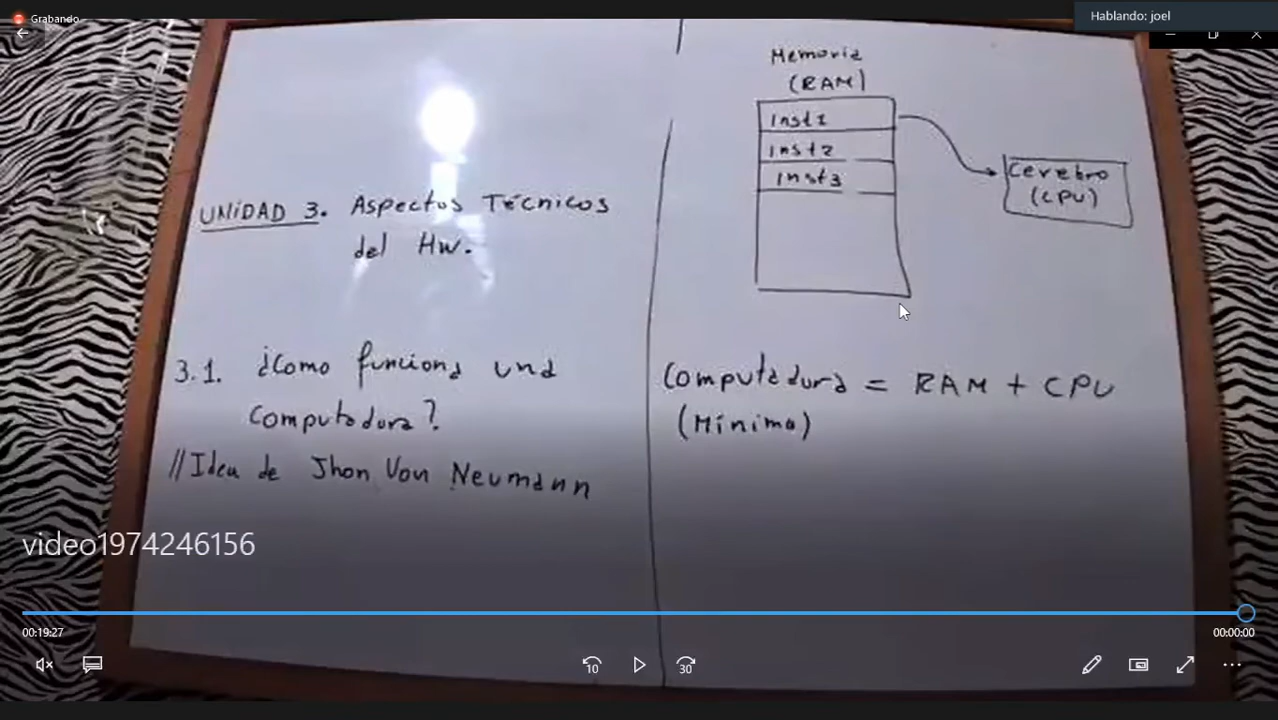 Grabando
Hablando: joel
UNIDAD 3. Aspectos Técnicos
del Hw.
3.1. ¿Como funciona una
Computadora?
//Idea de Jhon Von Neumann
Memoria
(RAM)
inst1
inst2
inst3
Cerebro
(CPU)
Computadora = RAM + CPU
(Mínima)
video1974246156
00:19:27
00:00:00
10
30